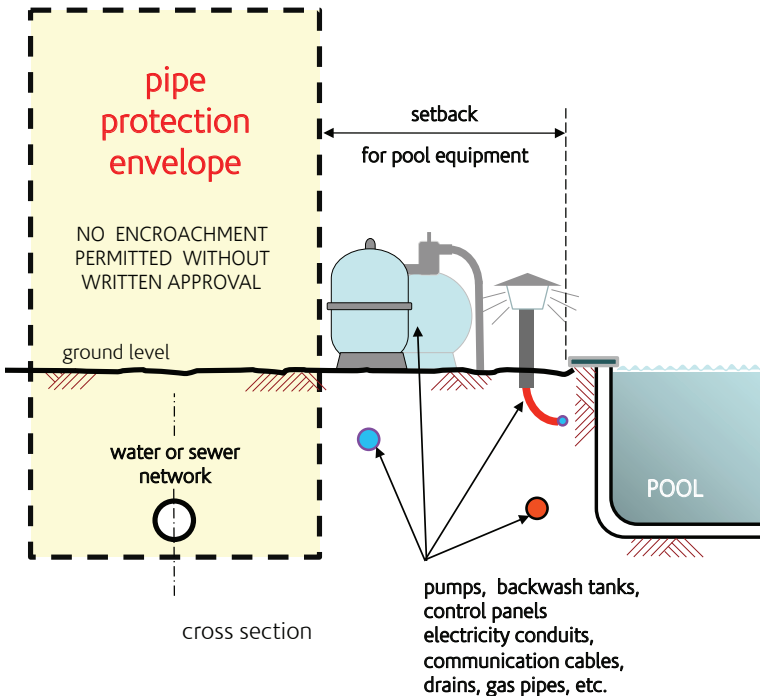 pipe
protection
envelope
NO ENCROACHMENT
PERMITTED WITHOUT
WRITTEN APPROVAL
setback
for pool equipment
ground level
water or sewer
network
POOL
cross section
pumps, backwash tanks,
control panels
electricity conduits,
communication cables,
drains, gas pipes, etc.